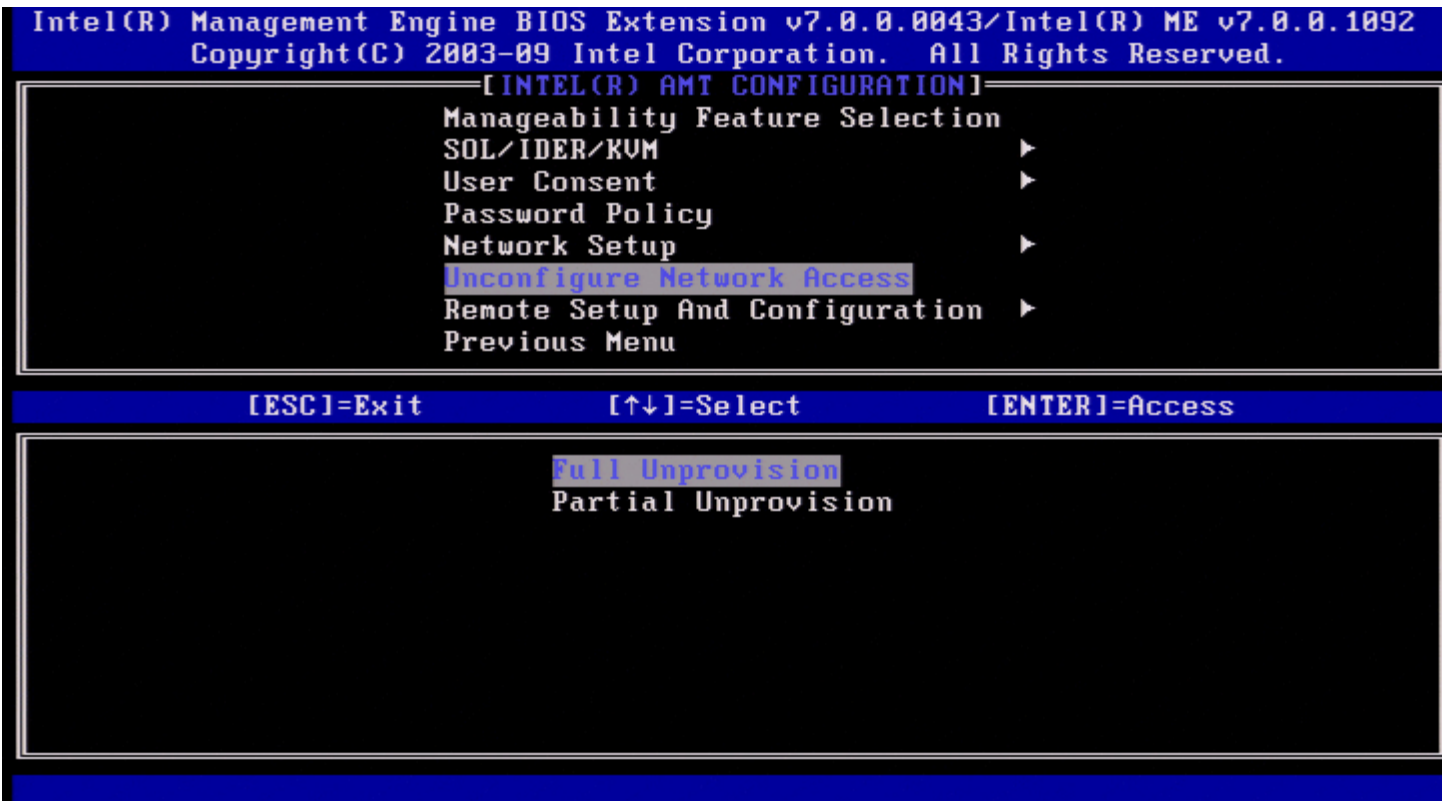 Intel(R) Management Engine BIOS Extension v7.0.0.0043/Intel(R) ME v7.0.0.1092
Copyright(C) 2003-09 Intel Corporation.  All Rights Reserved.
[INTEL(R) AMT CONFIGURATION]
Manageability Feature Selection
SOL/IDER/KVM ►
User Consent ►
Password Policy
Network Setup ►
Unconfigure Network Access
Remote Setup And Configuration ►
Previous Menu
[ESC]=Exit [↑↓]=Select [ENTER]=Access
Full Unprovision
Partial Unprovision